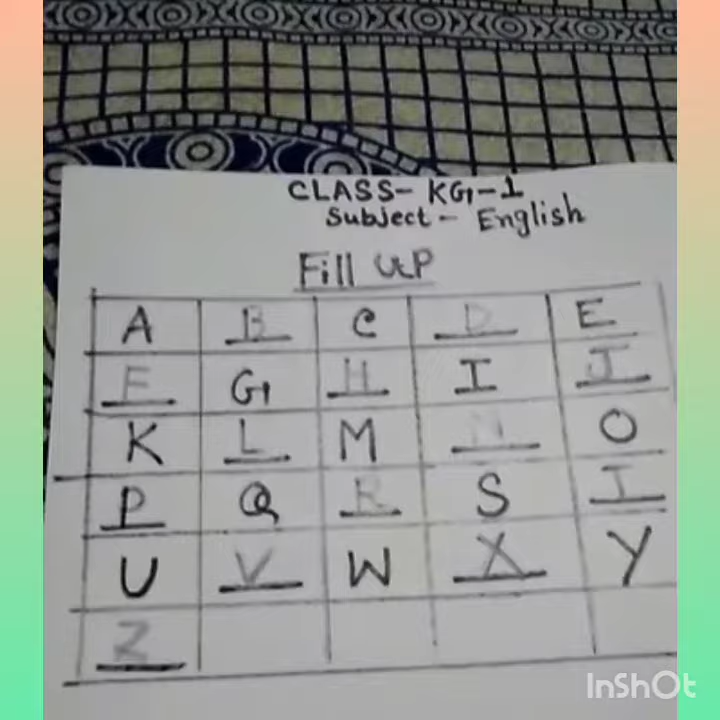 CLASS- KG-1
Subject - English
Fill UP
A B C D E
F G H I J
K L M N O
P Q R S T
U V W X Y
Z
InShOt